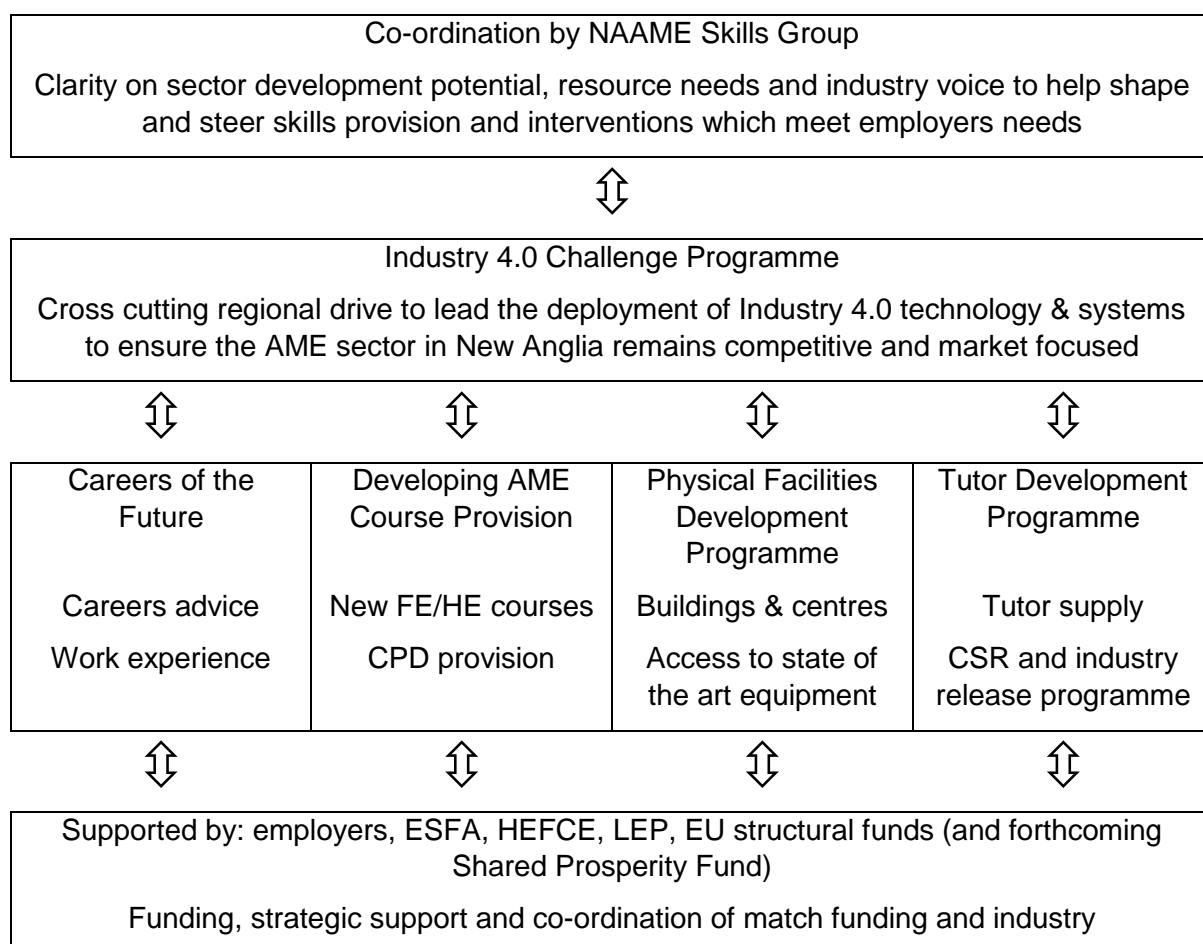 Co-ordination by NAAME Skills Group
Clarity on sector development potential, resource needs and industry voice to help shape
and steer skills provision and interventions which meet employers needs
Industry 4.0 Challenge Programme
Cross cutting regional drive to lead the deployment of Industry 4.0 technology & systems
to ensure the AME sector in New Anglia remains competitive and market focused
Careers of the
Future
Careers advice
Work experience
Developing AME
Course Provision
New FE/HE courses
CPD provision
Physical Facilities
Development
Programme
Buildings & centres
Access to state of
the art equipment
Tutor Development
Programme
Tutor supply
CSR and industry
release programme
Supported by: employers, ESFA, HEFCE, LEP, EU structural funds (and forthcoming
Shared Prosperity Fund)
Funding, strategic support and co-ordination of match funding and industry